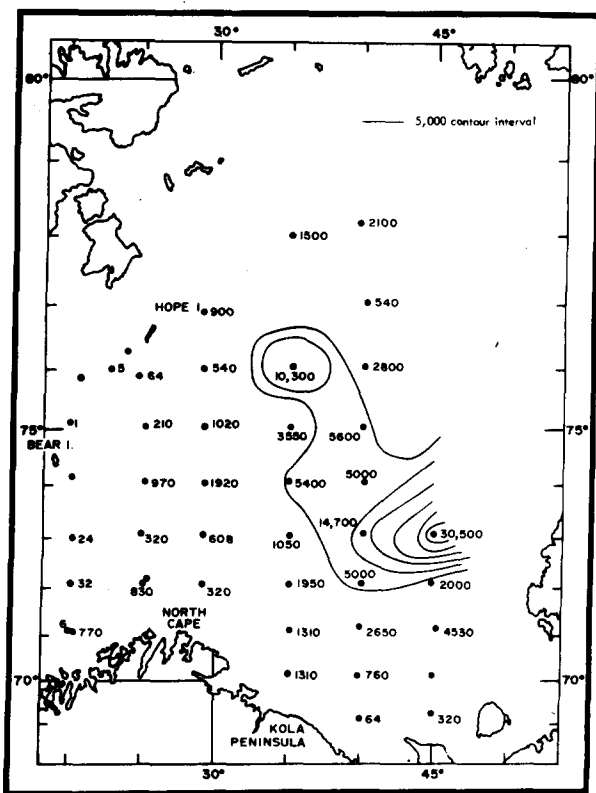 30° 45°
80° 80°
5,000 contour interval
1500 2100
HOPE I. 900 540
5 64 540 10,300 2800
1 210 1020 3550 5600
75° 75°
BEAR I.
970 1920 5400 5000
24 320 608 1050 14,700 30,500
32 830 320 1950 5000 2000
NORTH
CAPE
770 1310 2650 4530
70° 1310 760 70°
KOLA
PENINSULA
64 320
30° 45°